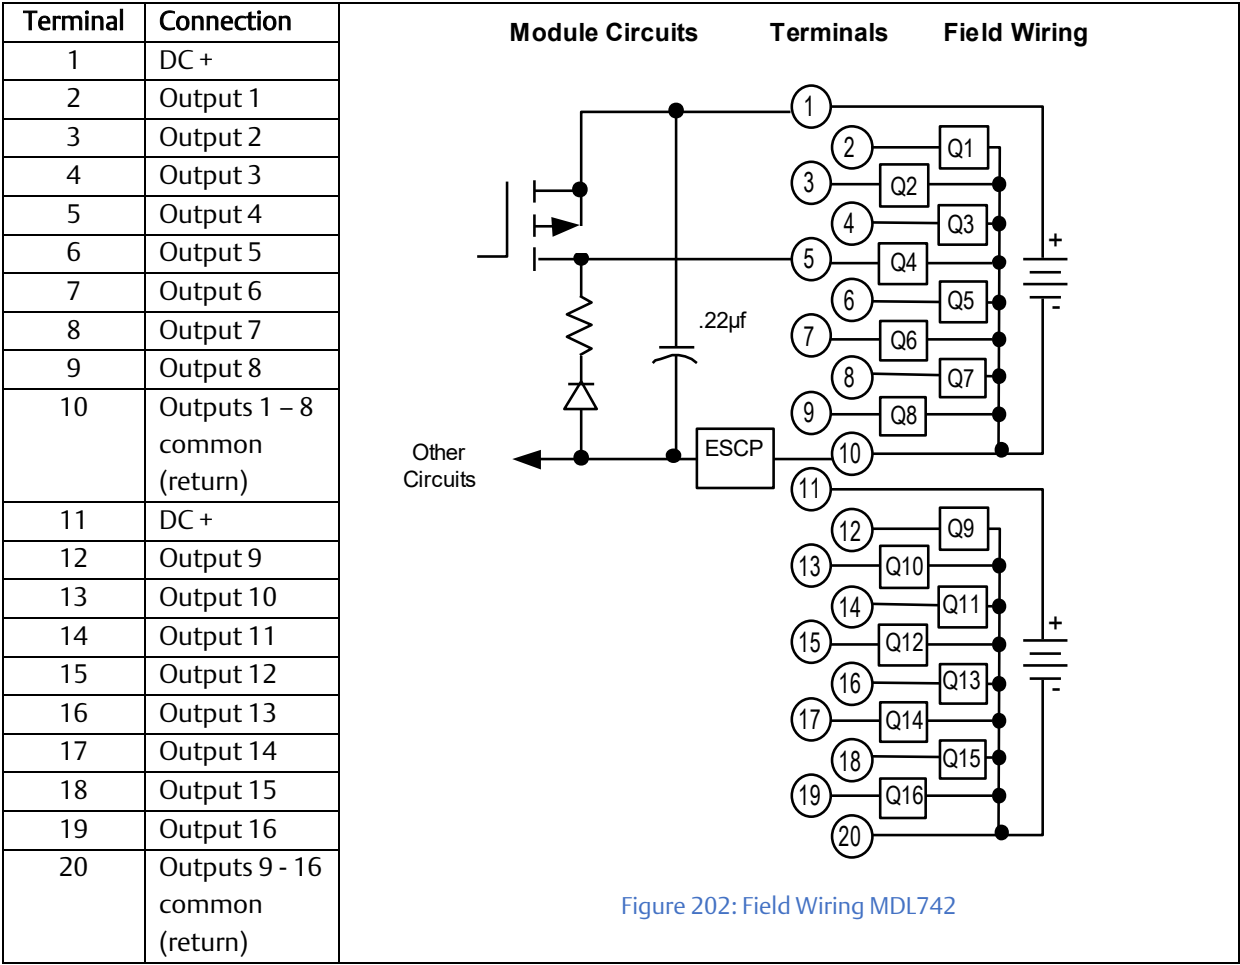 Terminal Connection
1 DC +
2 Output 1
3 Output 2
4 Output 3
5 Output 4
6 Output 5
7 Output 6
8 Output 7
9 Output 8
10 Outputs 1 – 8
common
(return)
11 DC +
12 Output 9
13 Output 10
14 Output 11
15 Output 12
16 Output 13
17 Output 14
18 Output 15
19 Output 16
20 Outputs 9 - 16
common
(return)
Module Circuits Terminals Field Wiring
1
2 Q1
3 Q2
4 Q3
+
5 Q4
6 Q5
-
.22µf
7 Q6
8 Q7
9 Q8
Other
Circuits
ESCP
10
11
12 Q9
13 Q10
14 Q11
+
15 Q12
16 Q13
-
17 Q14
18 Q15
19 Q16
20
Figure 202: Field Wiring MDL742